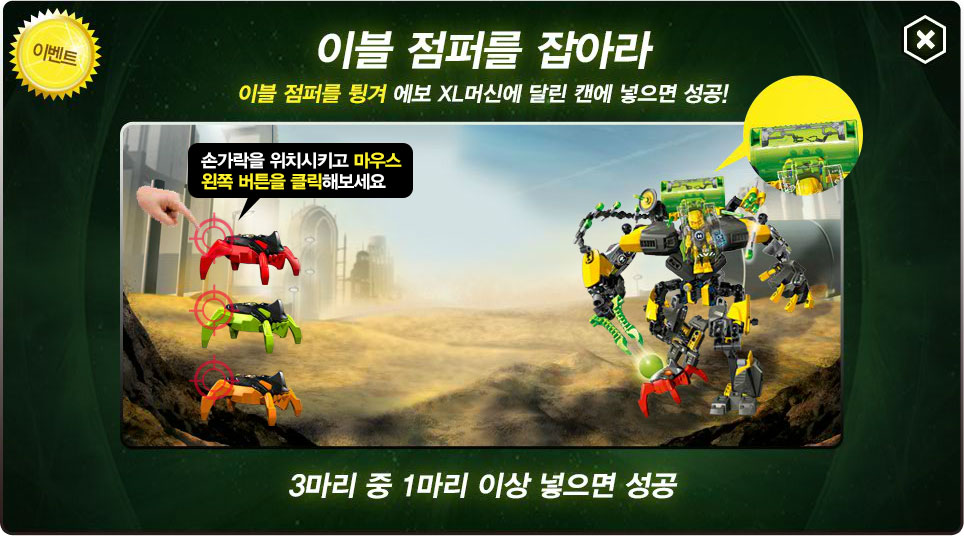 이벤트
이블 점퍼를 잡아라
이블 점퍼를 튕겨 에보 XL머신에 달린 캔에 넣으면 성공!
손가락을 위치시키고 마우스
왼쪽 버튼을 클릭해보세요
3마리 중 1마리 이상 넣으면 성공